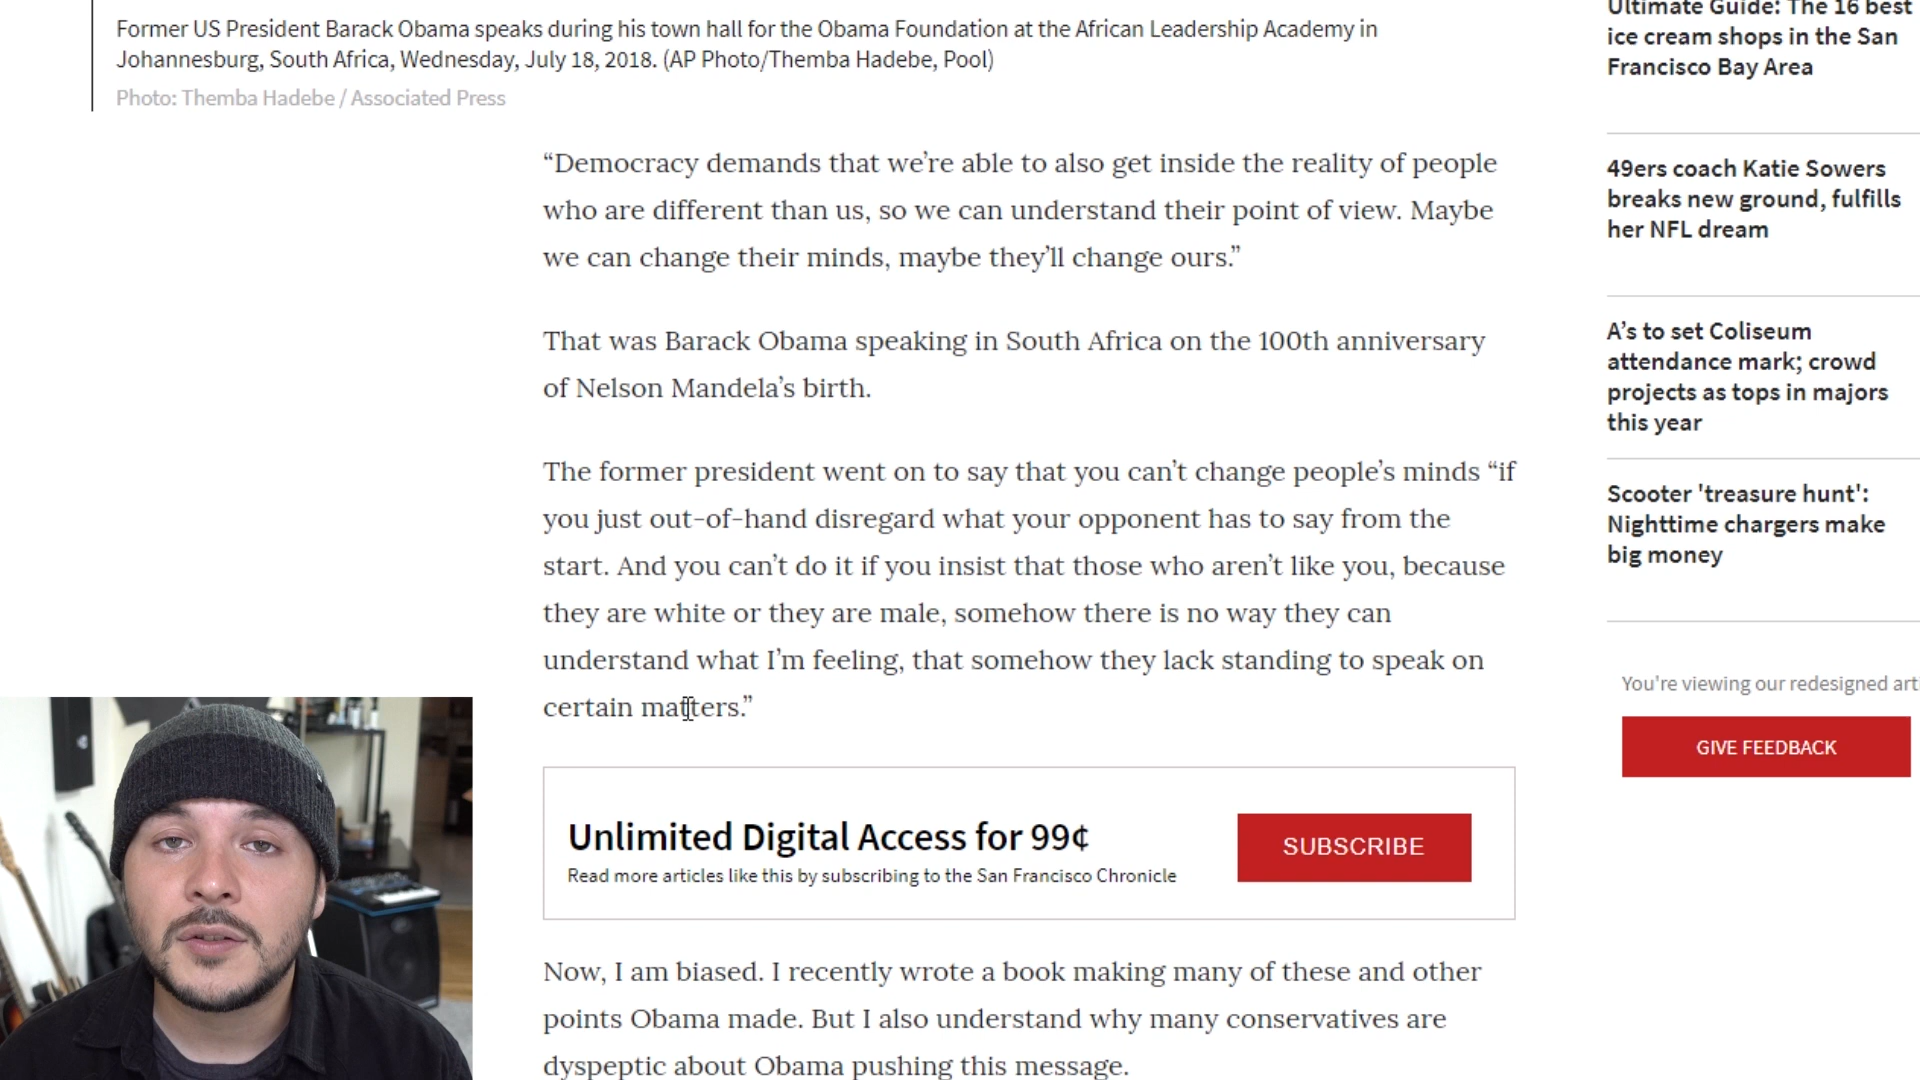 Former US President Barack Obama speaks during his town hall for the Obama Foundation at the African Leadership Academy in
Johannesburg, South Africa, Wednesday, July 18, 2018. (AP Photo/Themba Hadebe, Pool)
Photo: Themba Hadebe / Associated Press
“Democracy demands that we’re able to also get inside the reality of people
who are different than us, so we can understand their point of view. Maybe
we can change their minds, maybe they’ll change ours.”
That was Barack Obama speaking in South Africa on the 100th anniversary
of Nelson Mandela’s birth.
The former president went on to say that you can’t change people’s minds “if
you just out-of-hand disregard what your opponent has to say from the
start. And you can’t do it if you insist that those who aren’t like you, because
they are white or they are male, somehow there is no way they can
understand what I’m feeling, that somehow they lack standing to speak on
certain matters.”
Unlimited Digital Access for 99¢
Read more articles like this by subscribing to the San Francisco Chronicle
SUBSCRIBE
Now, I am biased. I recently wrote a book making many of these and other
points Obama made. But I also understand why many conservatives are
dyspeptic about Obama pushing this message.
Ultimate Guide: The 16 best
ice cream shops in the San
Francisco Bay Area
49ers coach Katie Sowers
breaks new ground, fulfills
her NFL dream
A’s to set Coliseum
attendance mark; crowd
projects as tops in majors
this year
Scooter 'treasure hunt':
Nighttime chargers make
big money
You're viewing our redesigned art
GIVE FEEDBACK